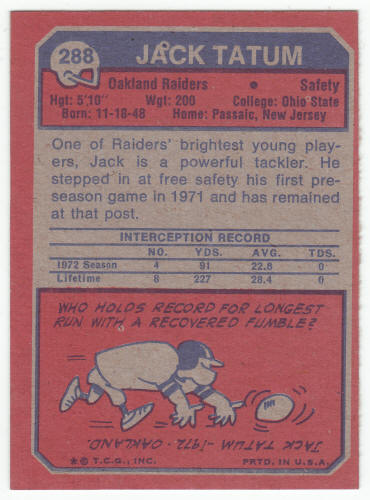 288
JACK TATUM
Oakland Raiders • Safety
Hgt: 5'10" Wgt: 200 College: Ohio State
Born: 11-18-48 Home: Passaic, New Jersey
One of Raiders' brightest young play-
ers, Jack is a powerful tackler. He
stepped in at free safety his first pre-
season game in 1971 and has remained
at that post.
INTERCEPTION RECORD
NO. YDS. AVG. TDS.
1972 Season 4 91 22.8 0
Lifetime 8 227 28.4 0
WHO HOLDS RECORD FOR LONGEST
RUN WITH A RECOVERED FUMBLE?
JACK TATUM -1972- OAKLAND.
* © T.C.G., INC. PRTD. IN U.S.A.